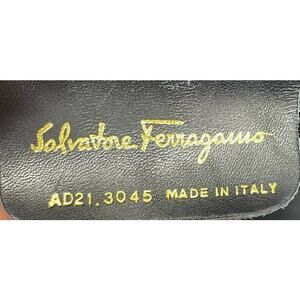 Salvatore Ferragamo
AD21, 3045 MADE IN ITALY